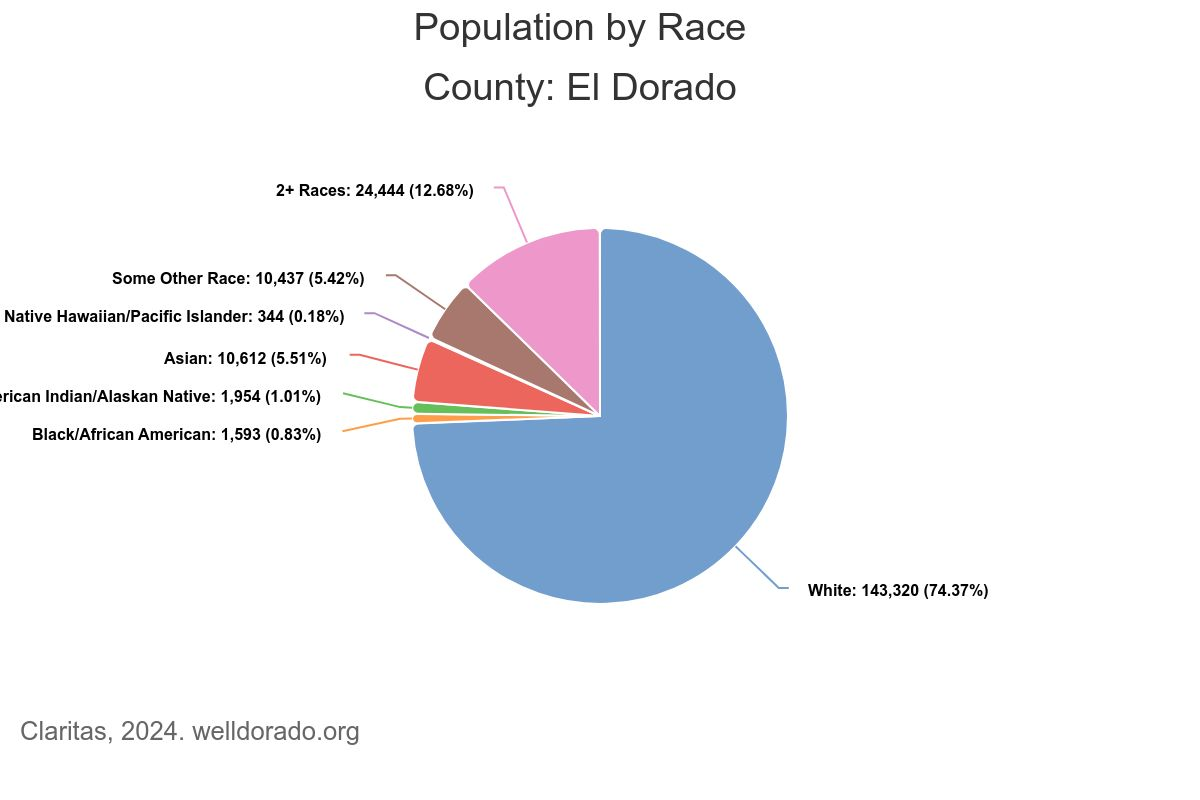 Population by Race
County: El Dorado
2+ Races: 24,444 (12.68%)
Some Other Race: 10,437 (5.42%)
Native Hawaiian/Pacific Islander: 344 (0.18%)
Asian: 10,612 (5.51%)
erican Indian/Alaskan Native: 1,954 (1.01%)
Black/African American: 1,593 (0.83%)
White: 143,320 (74.37%)
Claritas, 2024. welldorado.org